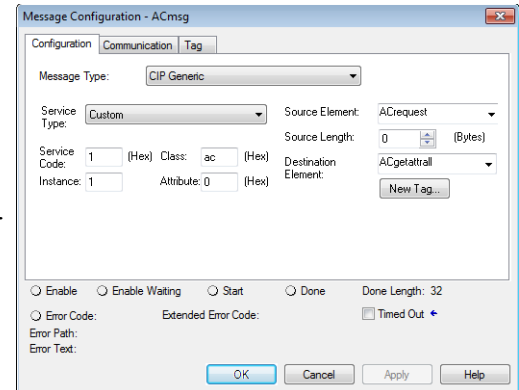 Message Configuration - ACmsg
Configuration Communication Tag
Message Type: CIP Generic
Service Type: Custom
Source Element: ACrequest
Source Length: 0 (Bytes)
Service Code: 1 (Hex) Class: ac (Hex)
Destination Element: ACgetattrall
Instance: 1 Attribute: 0 (Hex)
New Tag...
Enable Enable Waiting Start Done Done Length: 32
Error Code: Extended Error Code: Timed Out
Error Path:
Error Text:
OK Cancel Apply Help